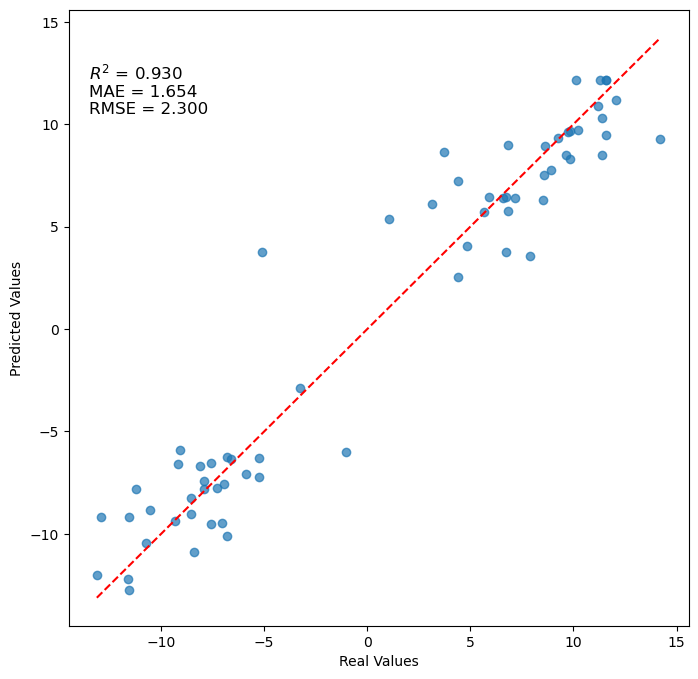 15
10
5
0
−5
−10
R² = 0.930
MAE = 1.654
RMSE = 2.300
Predicted Values
−10 −5 0 5 10 15
Real Values